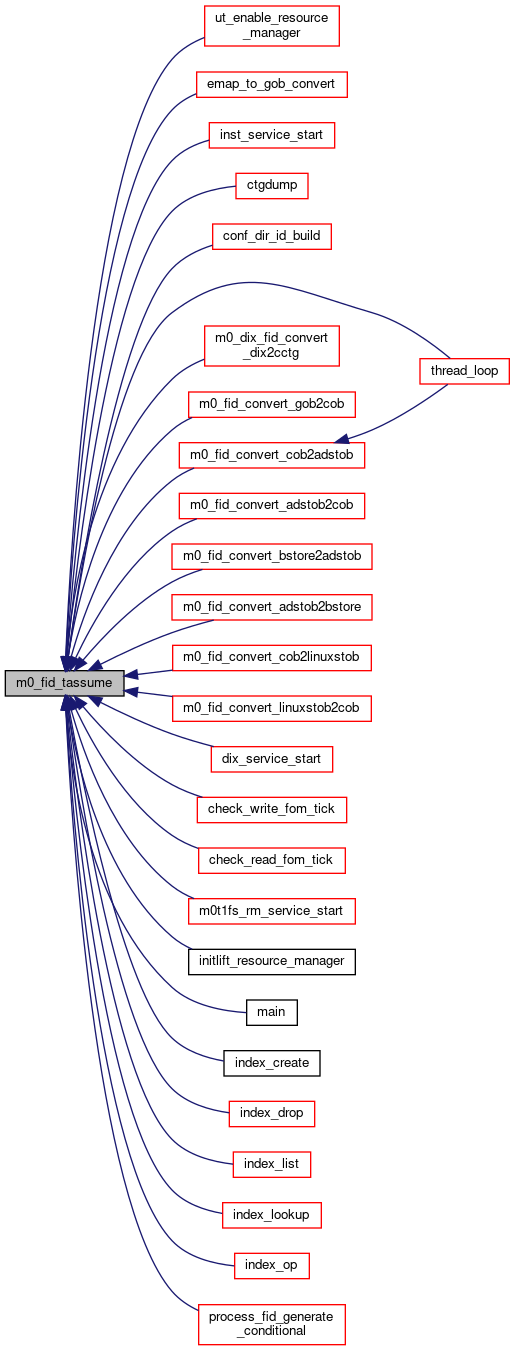 ut_enable_resource
_manager
emap_to_gob_convert
inst_service_start
ctgdump
conf_dir_id_build
m0_dix_fid_convert
_dix2cctg
thread_loop
m0_fid_convert_gob2cob
m0_fid_convert_cob2adstob
m0_fid_convert_adstob2cob
m0_fid_convert_bstore2adstob
m0_fid_convert_adstob2bstore
m0_fid_convert_cob2linuxstob
m0_fid_tassume
m0_fid_convert_linuxstob2cob
dix_service_start
check_write_fom_tick
check_read_fom_tick
m0t1fs_rm_service_start
initlift_resource_manager
main
index_create
index_drop
index_list
index_lookup
index_op
process_fid_generate
_conditional